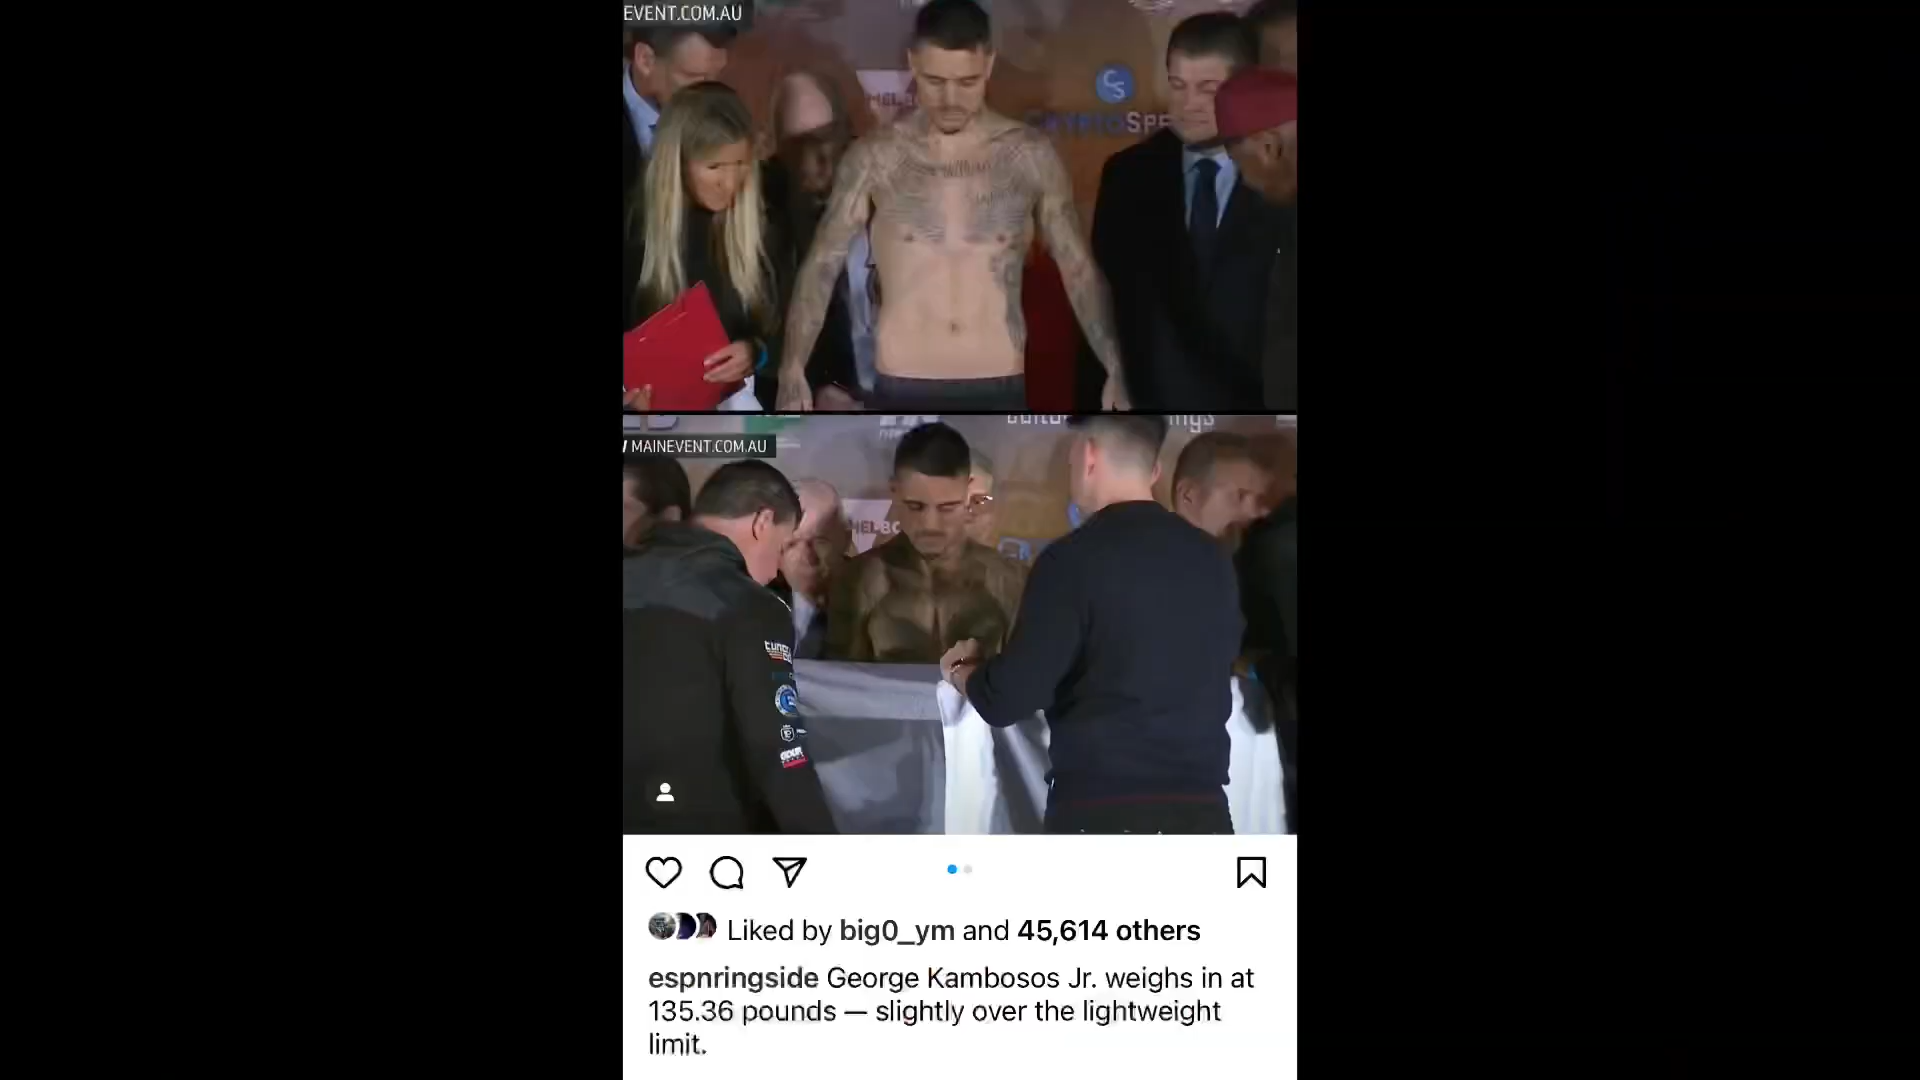 EVENT.COM.AU
CS
MAINEVENT.COM.AU
Liked by big0_ym and 45,614 others
espnringside George Kambosos Jr. weighs in at
135.36 pounds — slightly over the lightweight
limit.